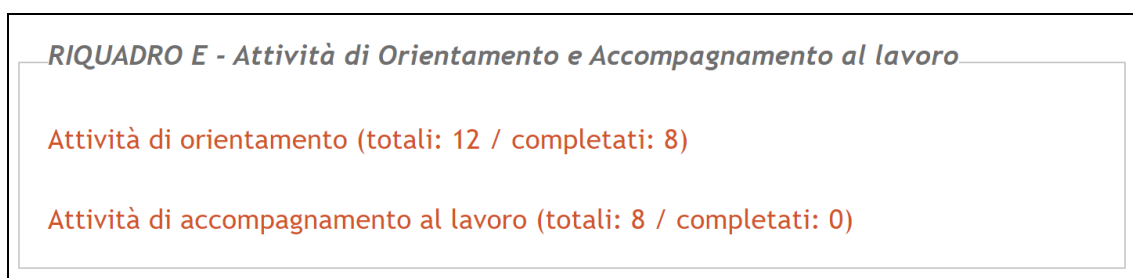 RIQUADRO E - Attività di Orientamento e Accompagnamento al lavoro
Attività di orientamento (totali: 12 / completati: 8)
Attività di accompagnamento al lavoro (totali: 8 / completati: 0)